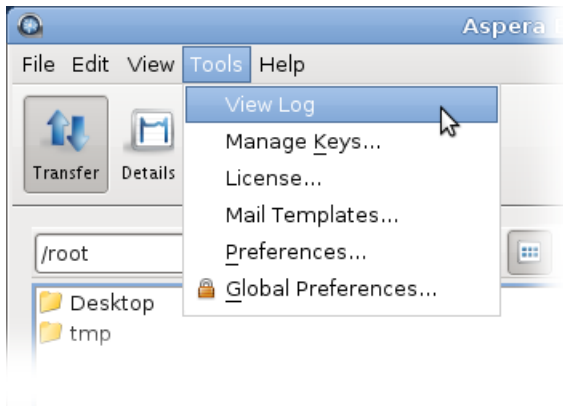 Aspera
File Edit View Tools Help
View Log
Manage Keys...
License...
Mail Templates...
Preferences...
Global Preferences...
Transfer Details
/root
Desktop
tmp